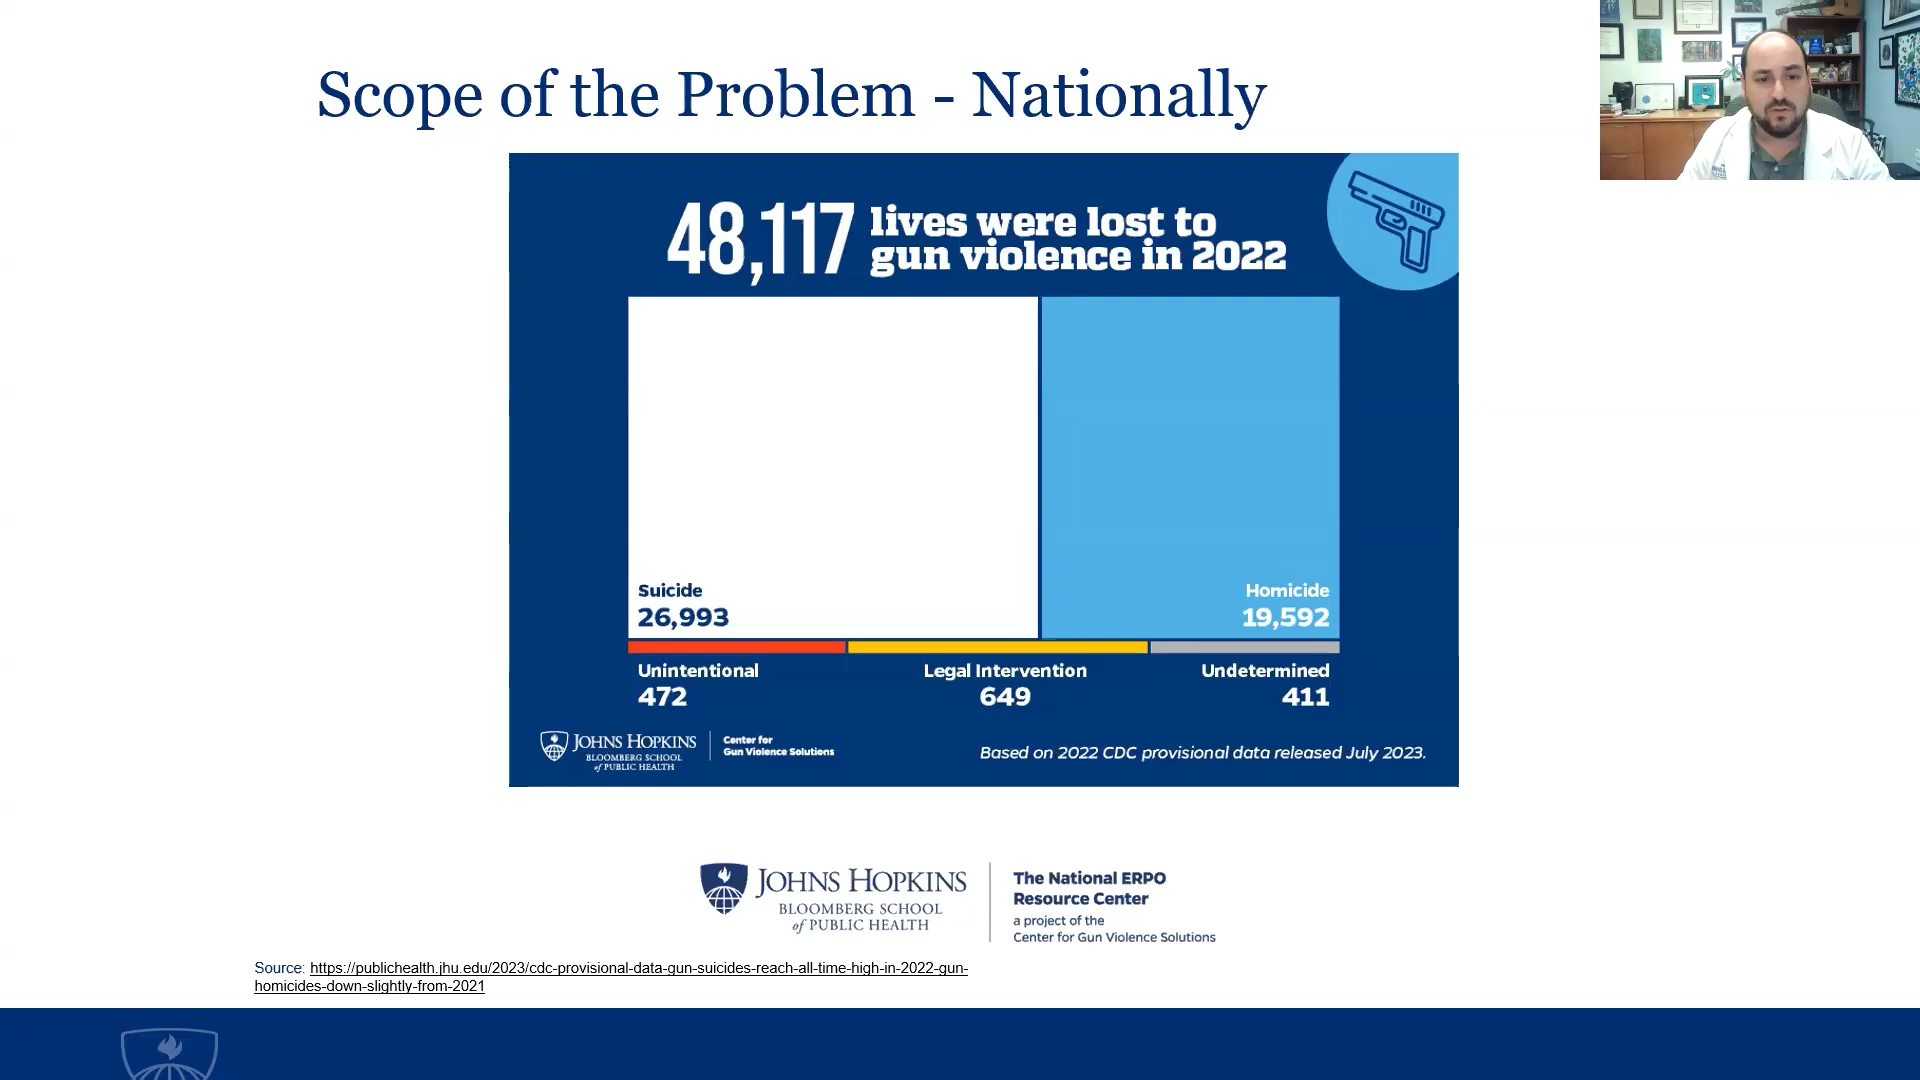 Scope of the Problem - Nationally
48,117 lives were lost to
gun violence in 2022
Suicide
26,993
Homicide
19,592
Unintentional
472
Legal Intervention
649
Undetermined
411
JOHNS HOPKINS
BLOOMBERG SCHOOL
of PUBLIC HEALTH
Center for
Gun Violence Solutions
Based on 2022 CDC provisional data released July 2023.
JOHNS HOPKINS
BLOOMBERG SCHOOL
of PUBLIC HEALTH
The National ERPO
Resource Center
a project of the
Center for Gun Violence Solutions
Source: https://publichealth.jhu.edu/2023/cdc-provisional-data-gun-suicides-reach-all-time-high-in-2022-gun-
homicides-down-slightly-from-2021